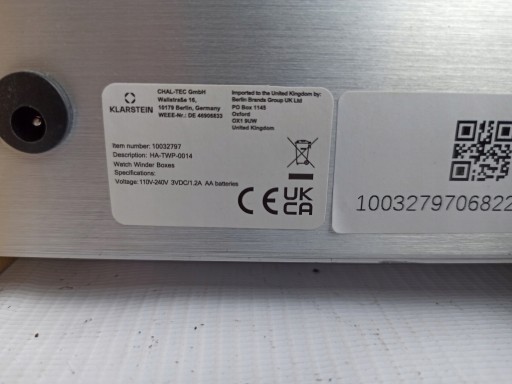 KLARSTEIN
CHAL-TEC GmbH
Wallstraße 16,
10179 Berlin, Germany
WEEE-Nr.: DE 46905833
Imported to the United Kingdom by:
Berlin Brands Group UK Ltd
PO Box 1145
Oxford
OX1 9UW
United Kingdom
Item number: 10032797
Description: HA-TWP-0014
Watch Winder Boxes
Specifications:
Voltage: 110V-240V 3VDC/1.2A AA batteries
CE UK
CA
1003279706822